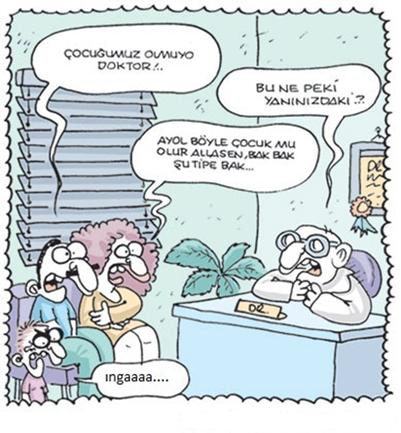 ÇOCUĞUMUZ OLMUYO
DOKTOR!..
BU NE PEKİ
YANINIZDAKİ ?
AYOL BÖYLE ÇOCUK MU
OLUR ALLASEN, BAK BAK
ŞU TİPE BAK...
DR.
ıngaaaa....